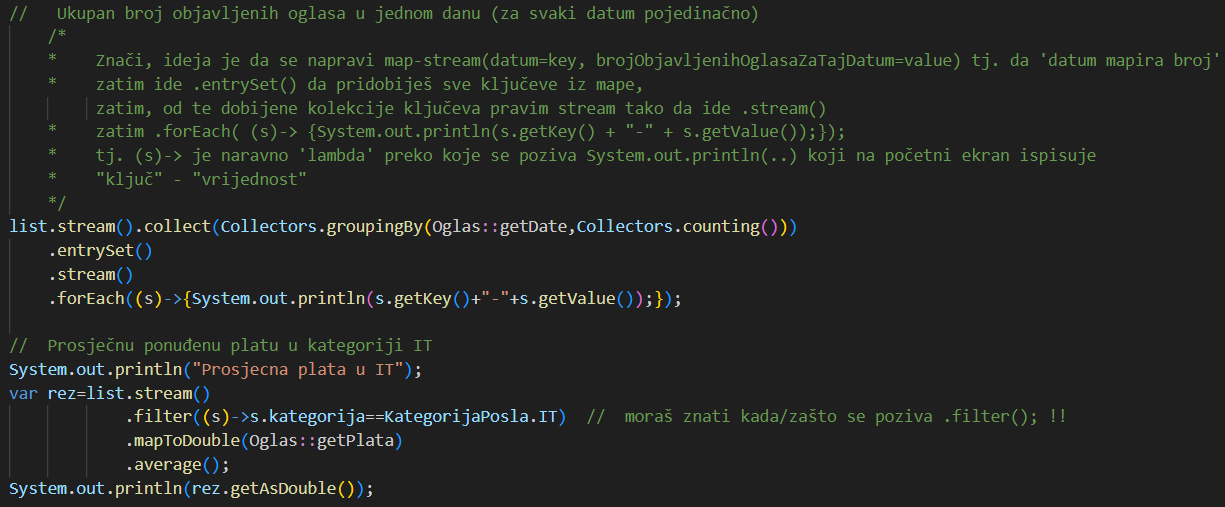 //   Ukupan broj objavljenih oglasa u jednom danu (za svaki datum pojedinačno)
/*
*    Znači, ideja je da se napravi map-stream(datum=key, brojObjavljenihOglasaZaTajDatum=value) tj. da 'datum mapira broj'
*    zatim ide .entrySet() da pridobiješ sve ključeve iz mape,
     zatim, od te dobijene kolekcije ključeva pravim stream tako da ide .stream()
*    zatim .forEach( (s)-> {System.out.println(s.getKey() + "-" + s.getValue());});
*    tj. (s)-> je naravno 'lambda' preko koje se poziva System.out.println(..) koji na početni ekran ispisuje
*    "ključ" - "vrijednost"
*/
list.stream().collect(Collectors.groupingBy(Oglas::getDate,Collectors.counting()))
    .entrySet()
    .stream()
    .forEach((s)->{System.out.println(s.getKey()+"-"+s.getValue());});
//  Prosječnu ponuđenu platu u kategoriji IT
System.out.println("Prosjecna plata u IT");
var rez=list.stream()
            .filter((s)->s.kategorija==KategorijaPosla.IT)  //  moraš znati kada/zašto se poziva .filter(); !!
            .mapToDouble(Oglas::getPlata)
            .average();
System.out.println(rez.getAsDouble());